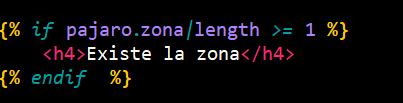 {% if pajaro.zona|length >= 1 %}
<h4>Existe la zona</h4>
{% endif  %}